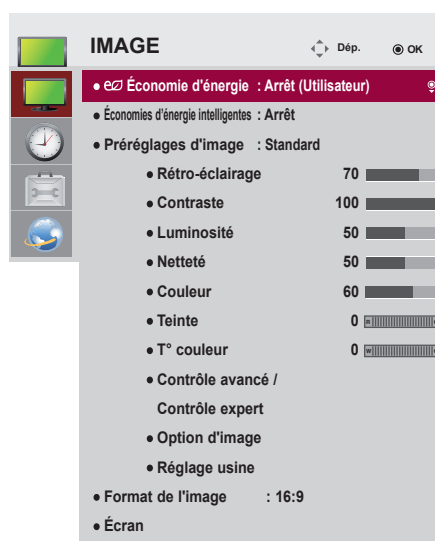 IMAGE Dép. OK
• Économie d'énergie : Arrêt (Utilisateur)
• Économies d'énergie intelligentes : Arrêt
• Préréglages d'image : Standard
• Rétro-éclairage 70
• Contraste 100
• Luminosité 50
• Netteté 50
• Couleur 60
• Teinte 0
• T° couleur 0 W
• Contrôle avancé /
Contrôle expert
• Option d'image
• Réglage usine
• Format de l'image : 16:9
• Écran